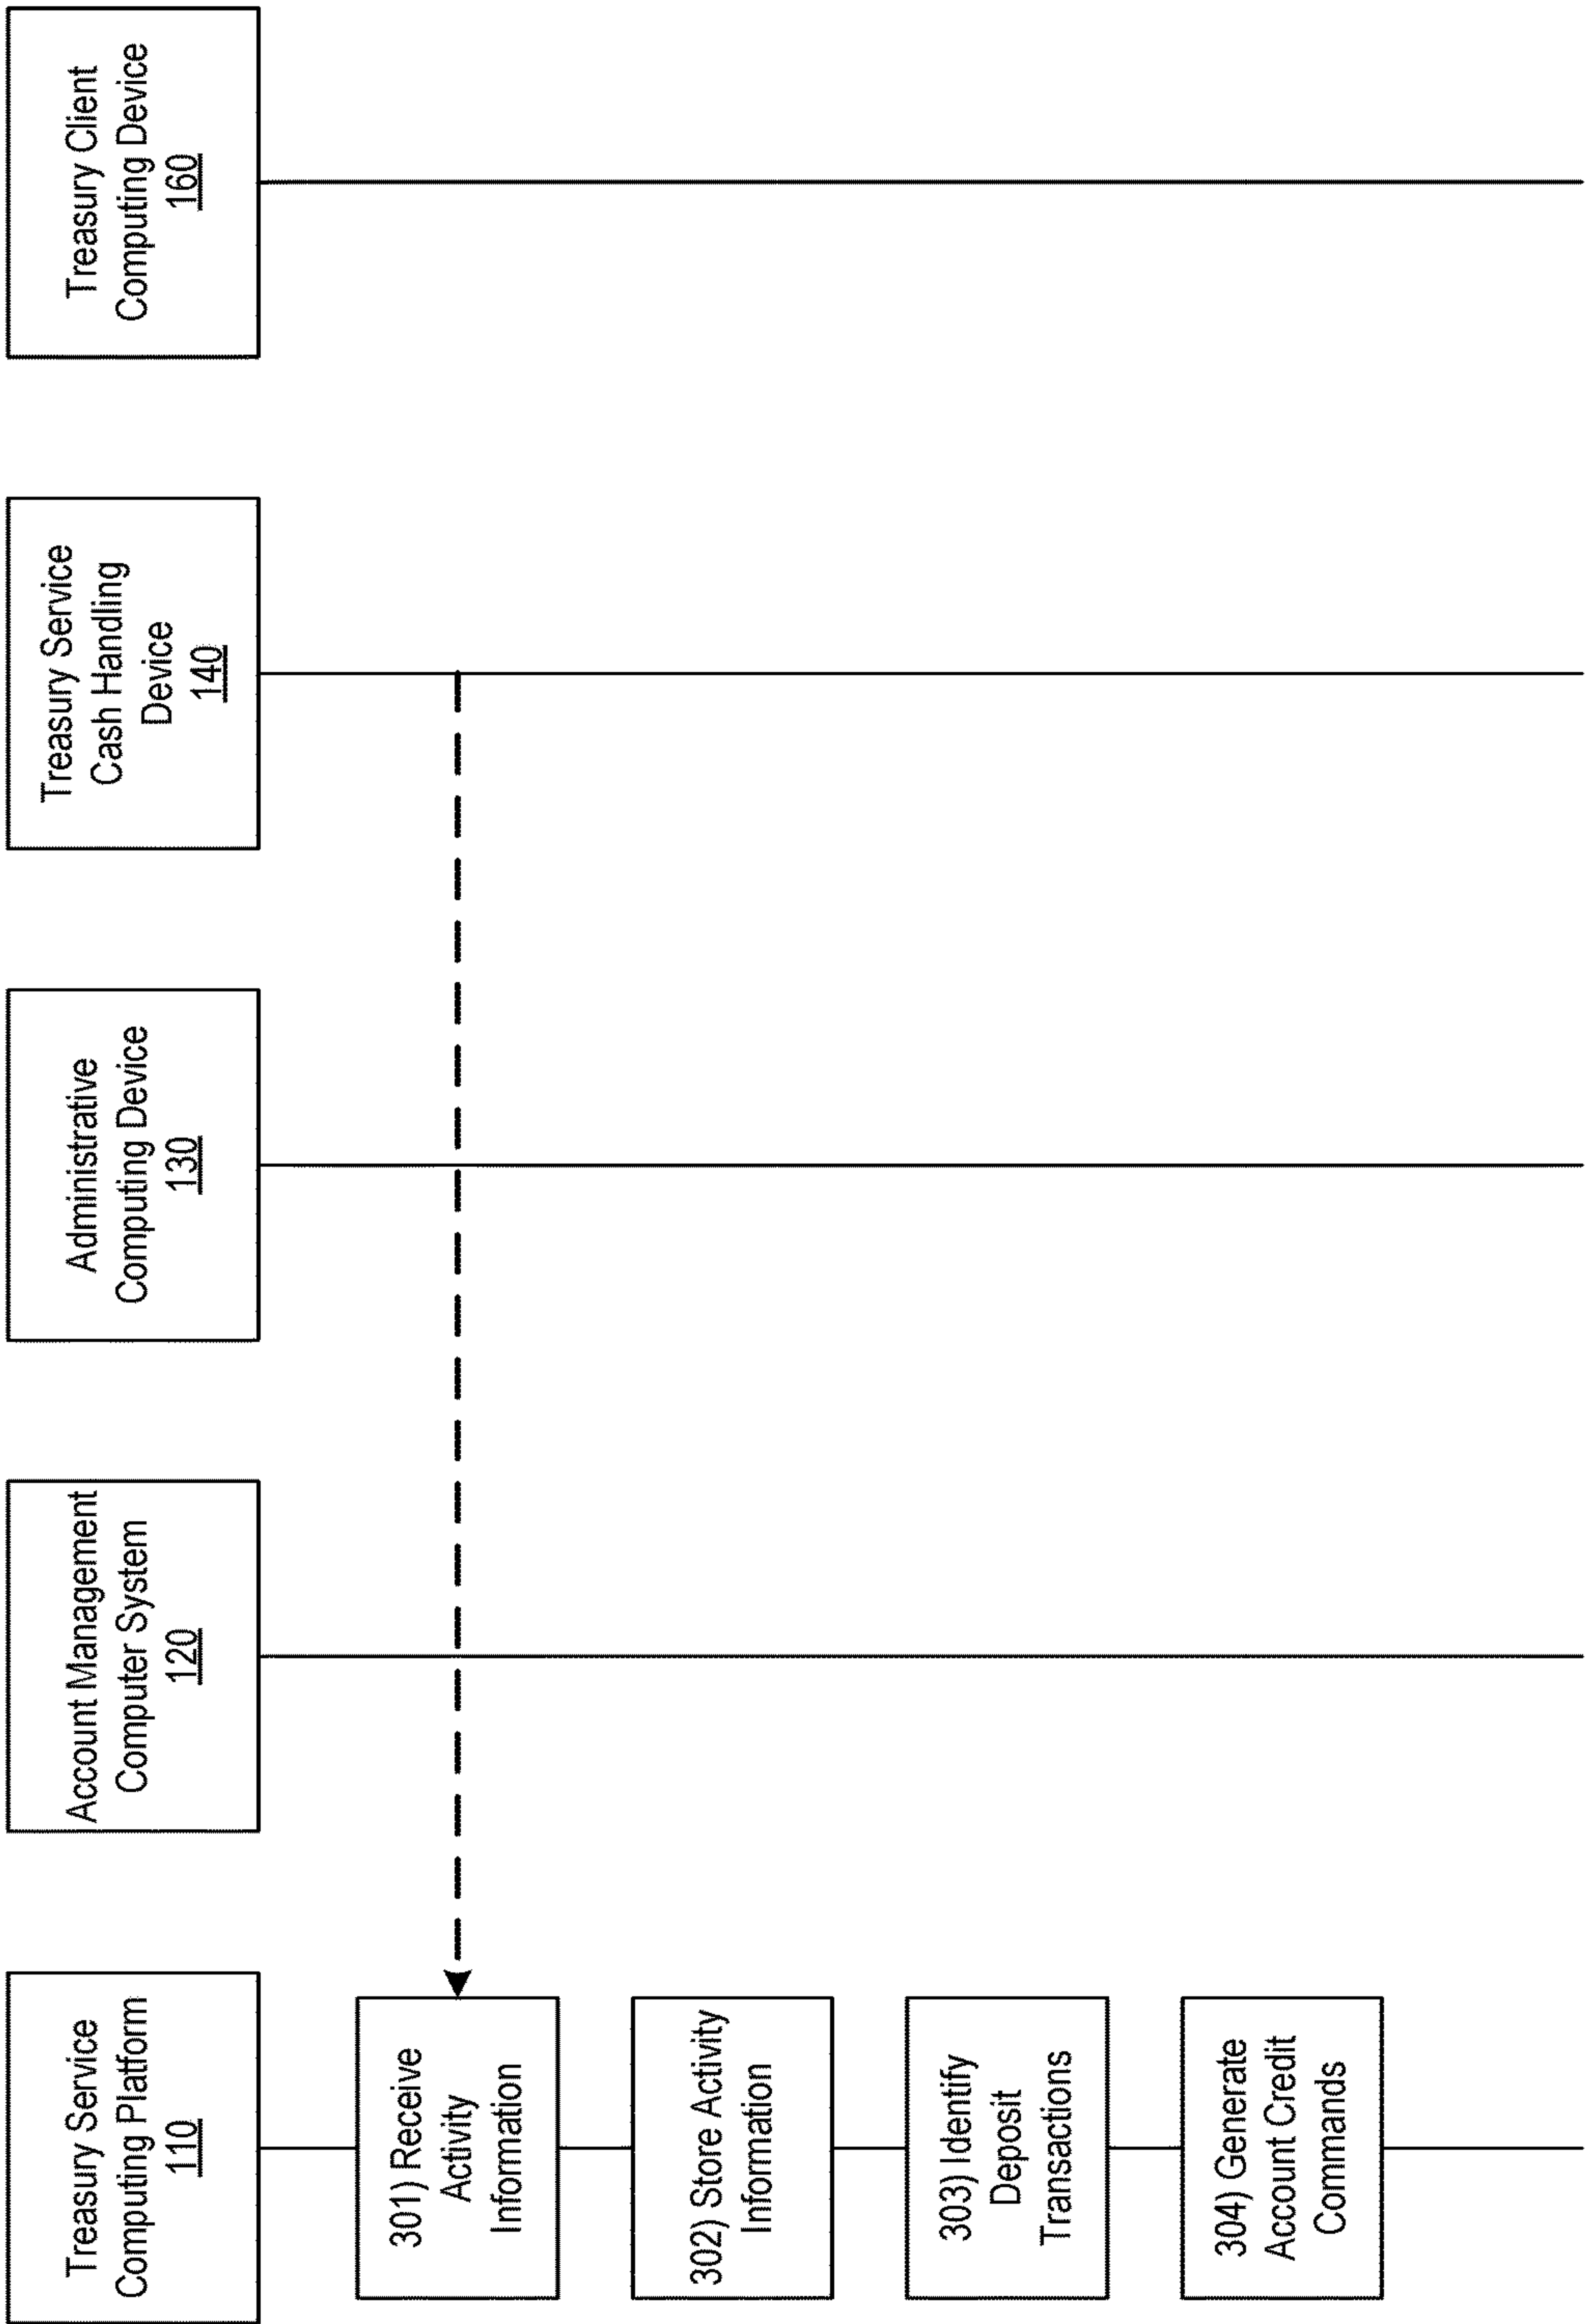 Treasury Service
Computing Platform
110
Account Management
Computer System
120
Administrative
Computing Device
130
Treasury Service
Cash Handling
Device
140
Treasury Client
Computing Device
160
301) Receive
Activity
Information
302) Store Activity
Information
303) Identify
Deposit
Transactions
304) Generate
Account Credit
Commands